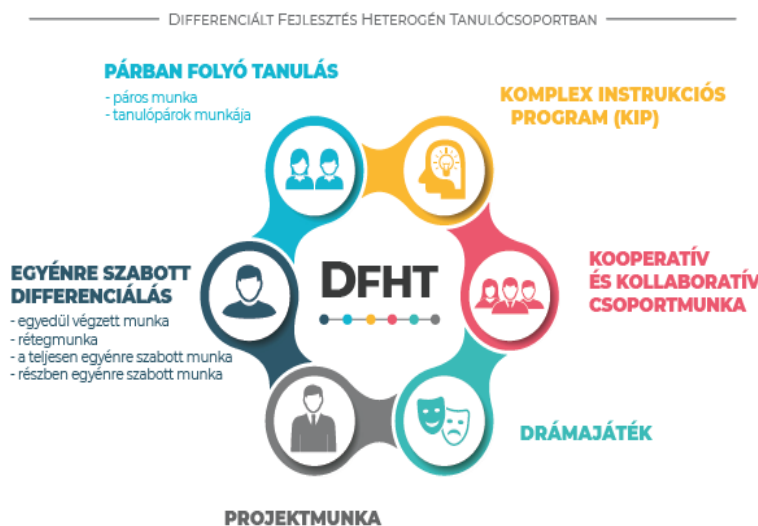 DIFFERENCIÁLT FEJLESZTÉS HETEROGÉN TANULÓCSOPORTBAN
PÁRBAN FOLYÓ TANULÁS
- páros munka
- tanulópárok munkája
KOMPLEX INSTRUKCIÓS
PROGRAM (KIP)
EGYÉNRE SZABOTT
DIFFERENCIÁLÁS
- egyedül végzett munka
- rétegmunka
- a teljesen egyénre szabott munka
- részben egyénre szabott munka
DFHT
KOOPERATÍV
ÉS KOLLABORATÍV
CSOPORTMUNKA
DRÁMAJÁTÉK
PROJEKTMUNKA